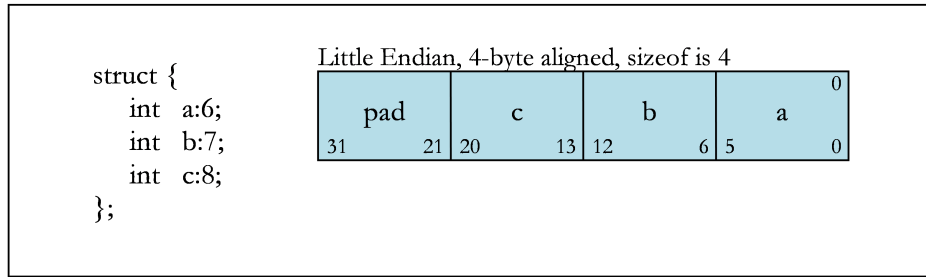 Little Endian, 4-byte aligned, sizeof is 4
struct {
int a:6;
int b:7;
int c:8;
};
0
pad c b a
31 21 20 13 12 6 5 0